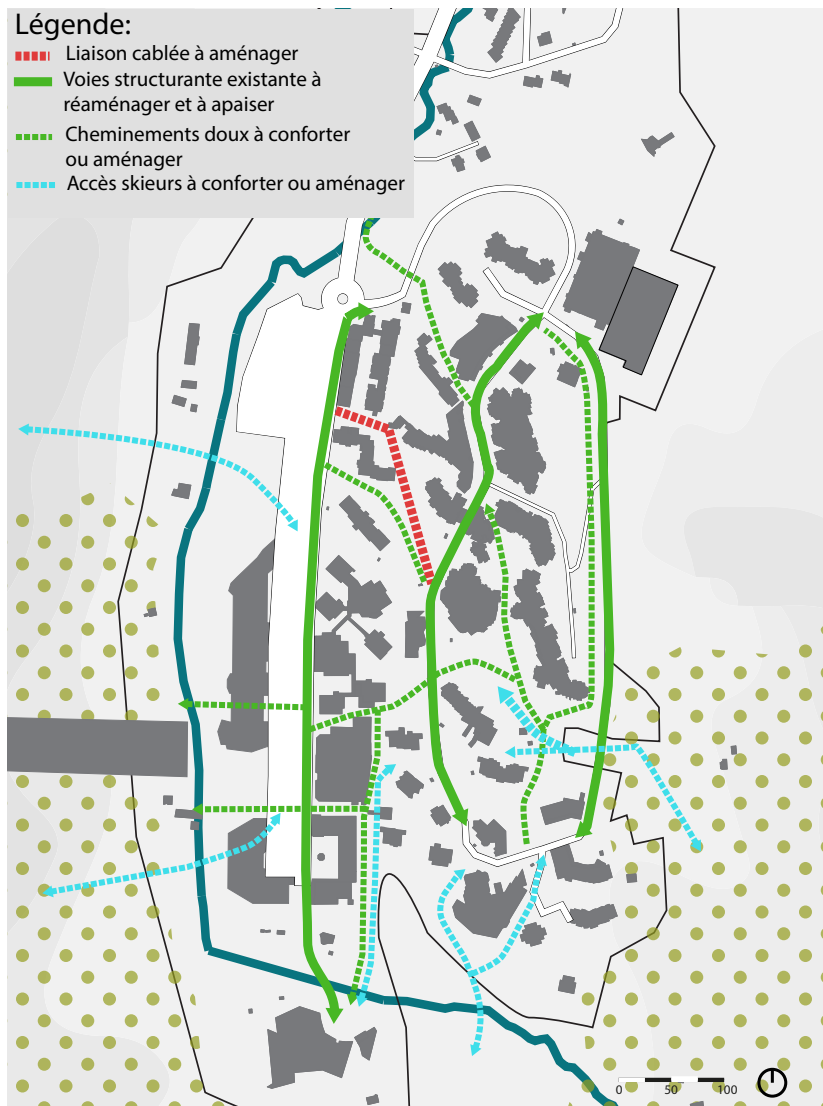 Légende:
Liaison cablée à aménager
Voies structurante existante à
réaménager et à apaiser
Cheminements doux à conforter
ou aménager
Accès skieurs à conforter ou aménager
0 50 100